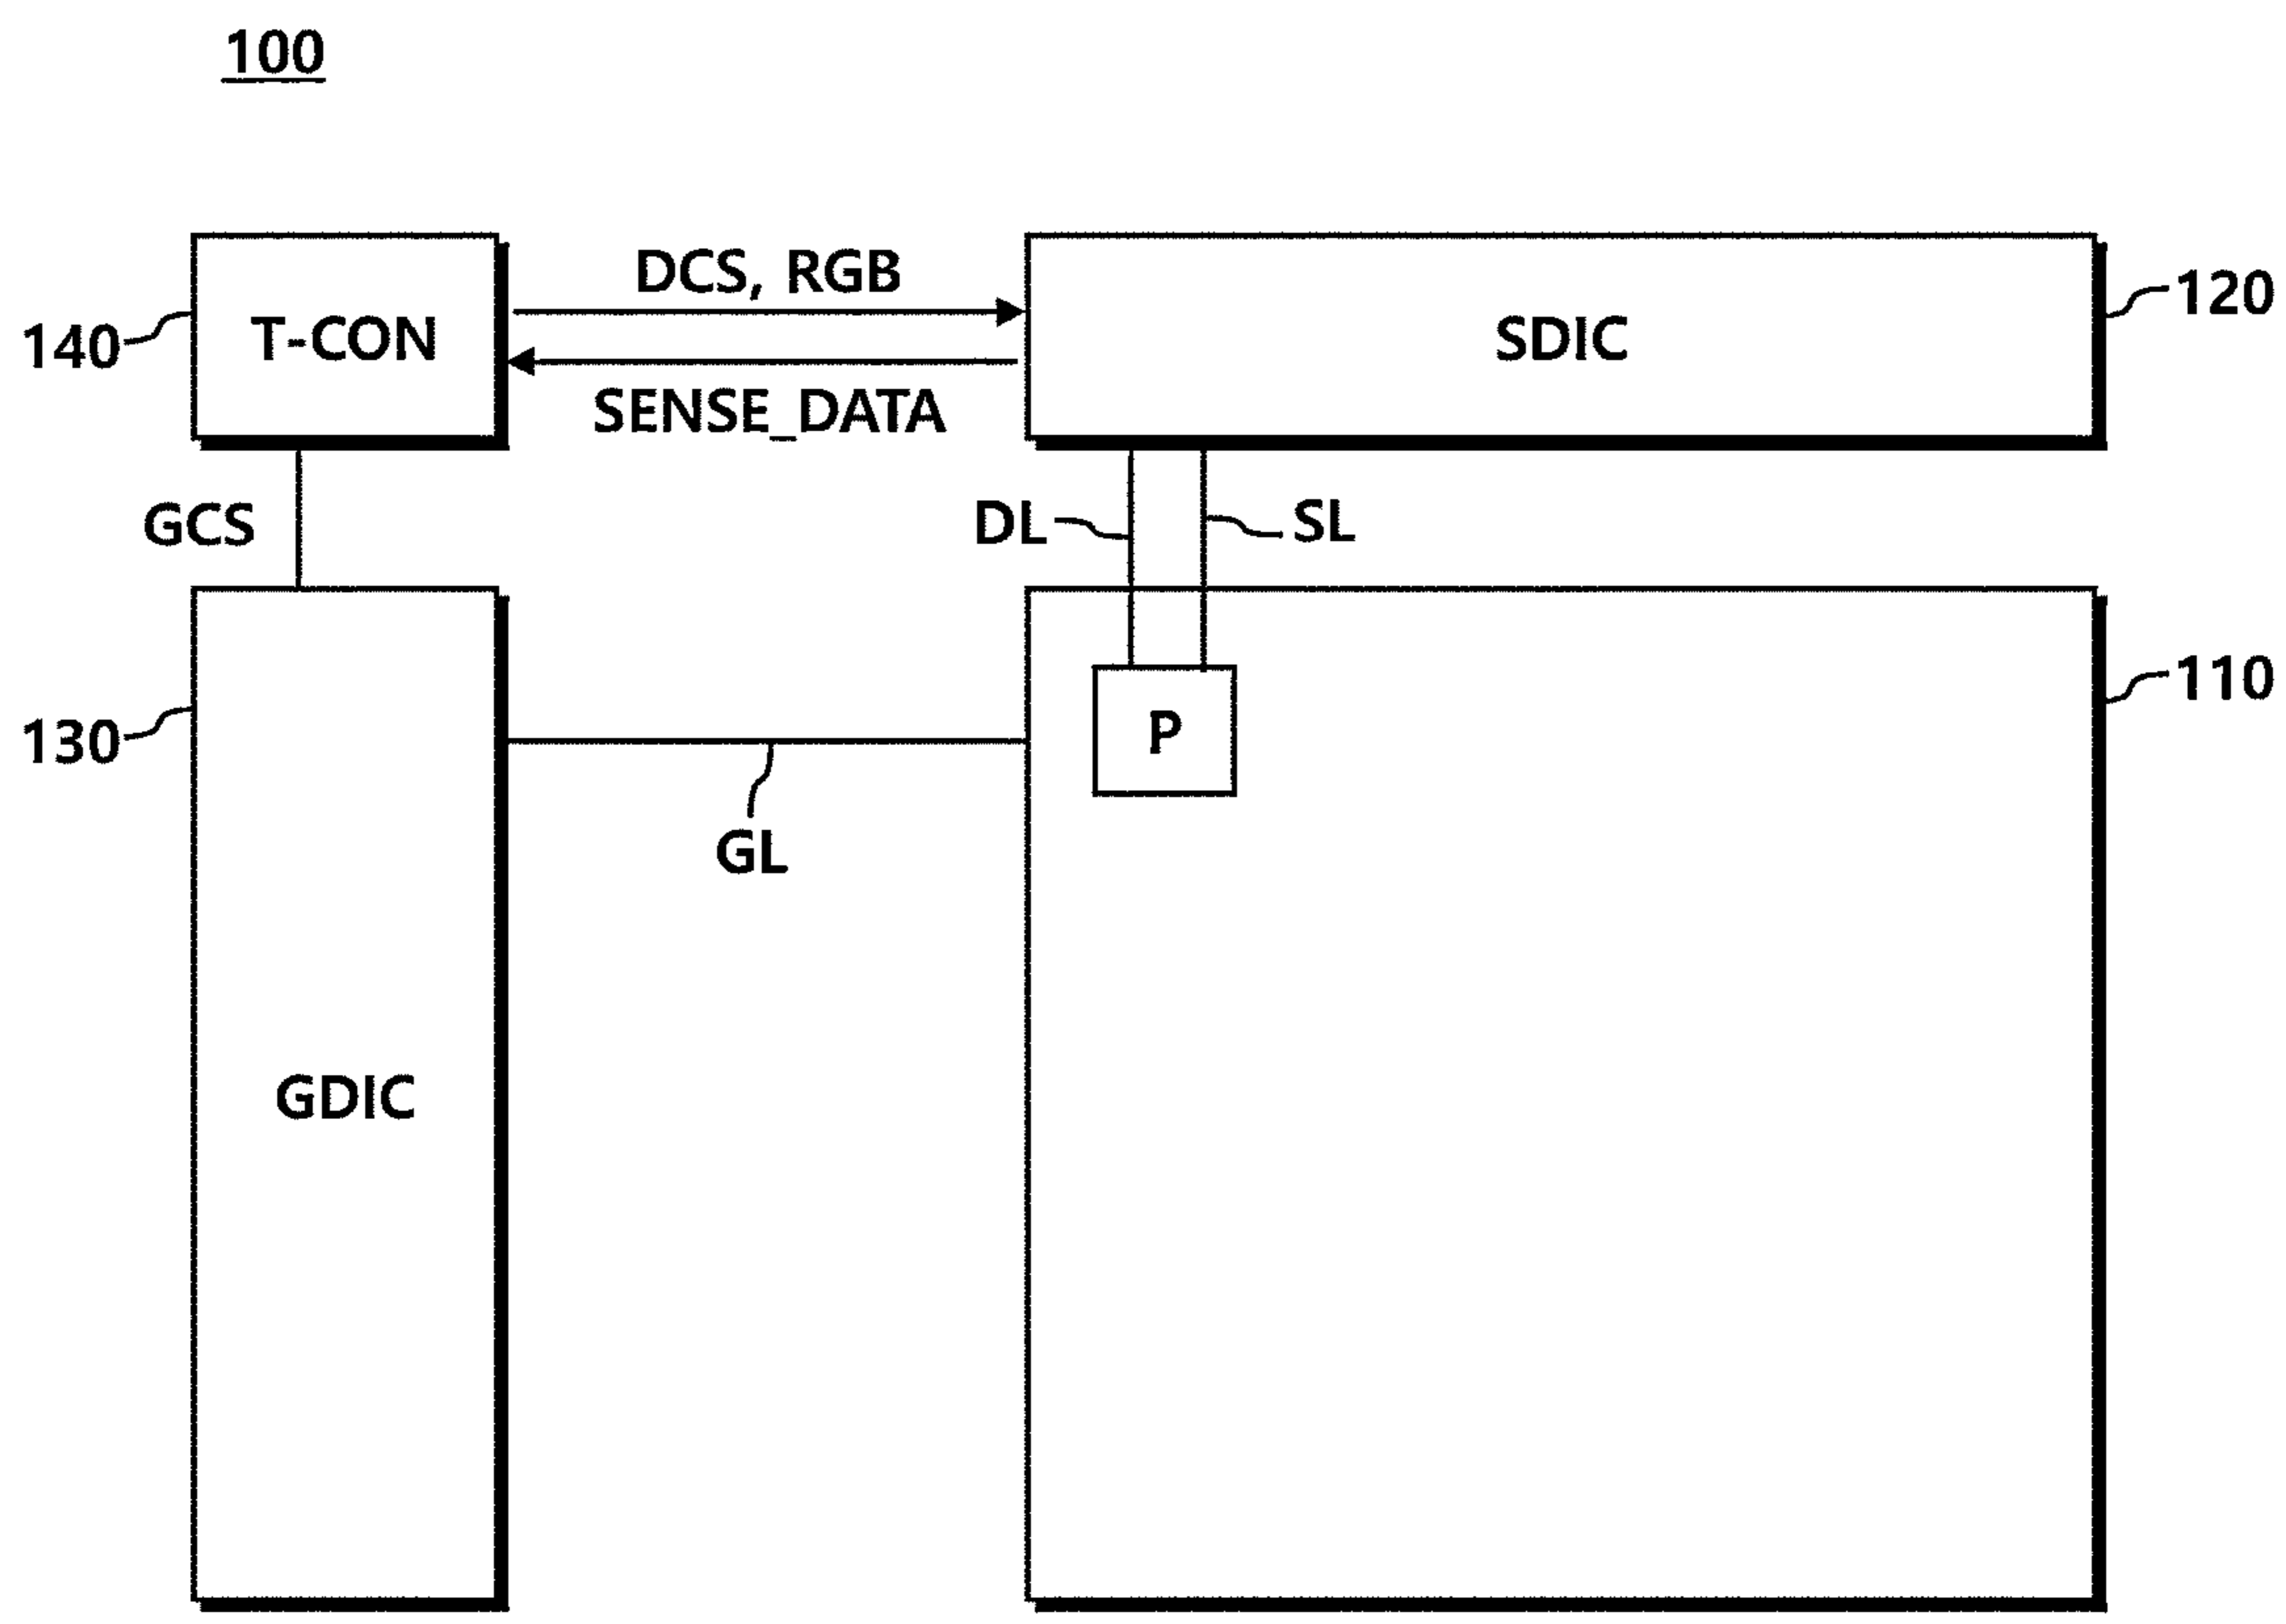 100
DCS, RGB
140
T-CON
SDIC
120
SENSE_DATA
GCS
DL
SL
130
P
110
GL
GDIC